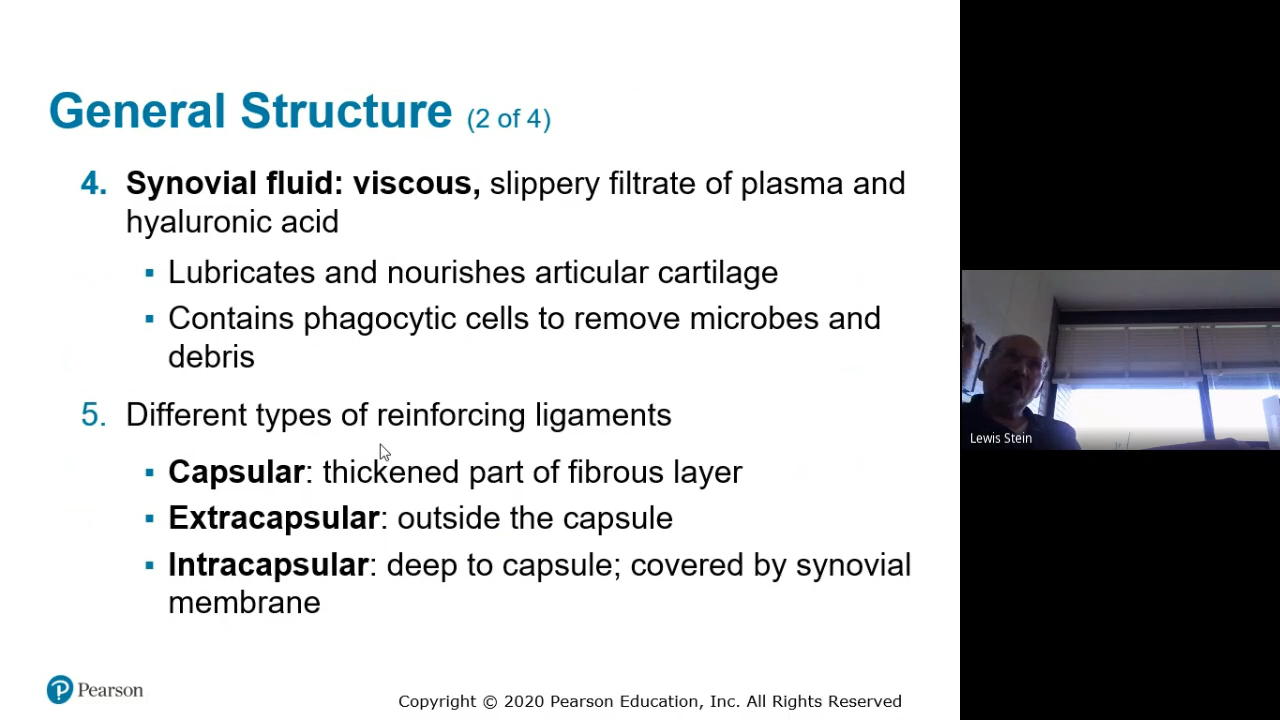 General Structure (2 of 4)
4. Synovial fluid: viscous, slippery filtrate of plasma and
hyaluronic acid
▪ Lubricates and nourishes articular cartilage
▪ Contains phagocytic cells to remove microbes and
debris
5. Different types of reinforcing ligaments
▪ Capsular: thickened part of fibrous layer
▪ Extracapsular: outside the capsule
▪ Intracapsular: deep to capsule; covered by synovial
membrane
Pearson
Copyright © 2020 Pearson Education, Inc. All Rights Reserved
Lewis Stein